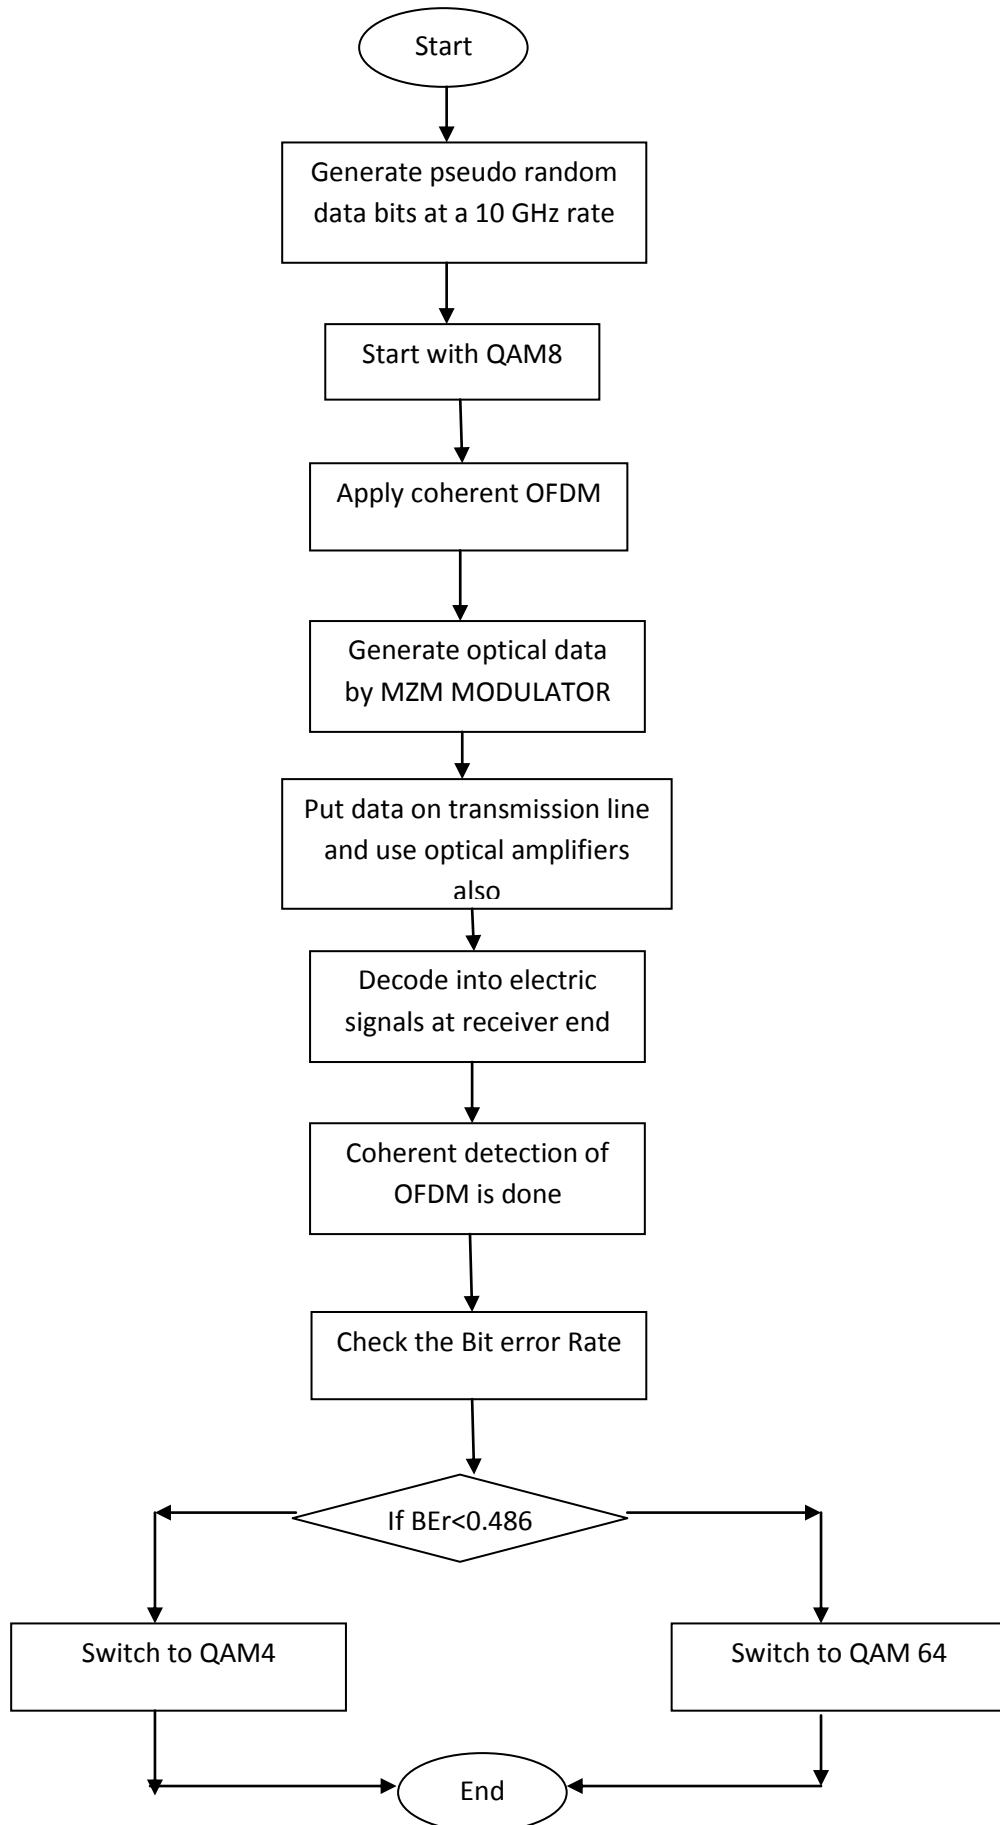 Start
Generate pseudo random
data bits at a 10 GHz rate
Start with QAM8
Apply coherent OFDM
Generate optical data
by MZM MODULATOR
Put data on transmission line
and use optical amplifiers
also
Decode into electric
signals at receiver end
Coherent detection of
OFDM is done
Check the Bit error Rate
If BEr<0.486
Switch to QAM4
Switch to QAM 64
End